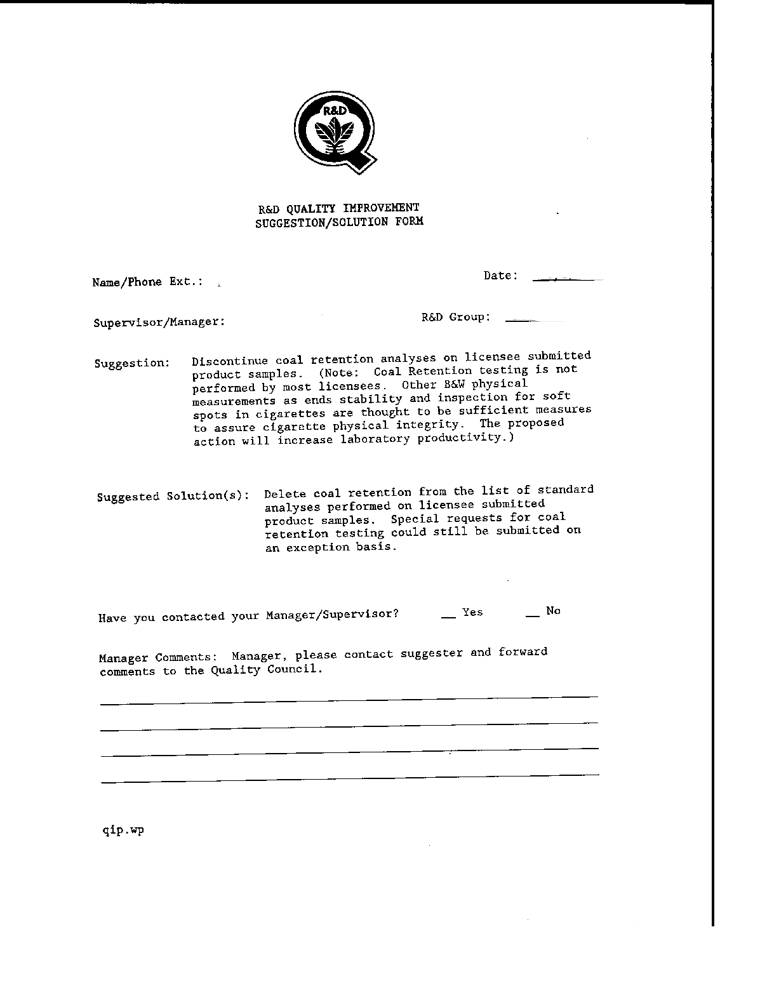 R&D
R&D QUALITY IMPROVEMENT
SUGGESTION/SOLUTION FORM
Date:
Name/Phone Ext.:
R&D Group:
Supervisor/Manager:
Suggestion: Discontinue coal retention analyses on licensee submitted
product samples. (Note: Coal Retention testing is not
performed by most licensees. Other B&W physical
measurements as ends stability and inspection for soft
spots in cigarettes are thought to be sufficient measures
to assure cigarette physical integrity. The proposed
action will increase laboratory productivity.)
Suggested Solution(s): Delete coal retention from the list of standard
analyses performed on licensee submitted
product samples. Special requests for coal
retention testing could still be submitted on
an exception basis.
Have you contacted your Manager/Supervisor? __ Yes __ No
Manager Comments: Manager, please contact suggester and forward
comments to the Quality Council.
qip.wp